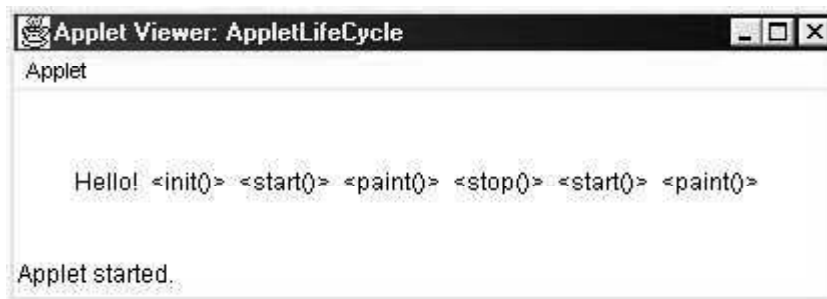 Applet Viewer: AppletLifeCycle
Applet
Hello! <init()> <start()> <paint()> <stop()> <start()> <paint()>
Applet started.